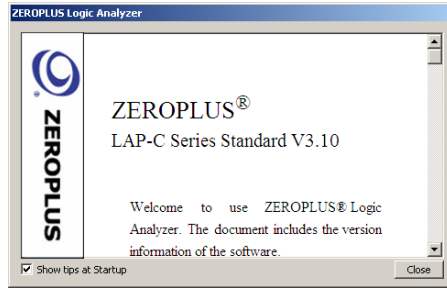 ZEROPLUS Logic Analyzer
ZEROPLUS
ZEROPLUS®
LAP-C Series Standard V3.10
Welcome to use ZEROPLUS® Logic
Analyzer. The document includes the version
information of the software.
Show tips at Startup
Close